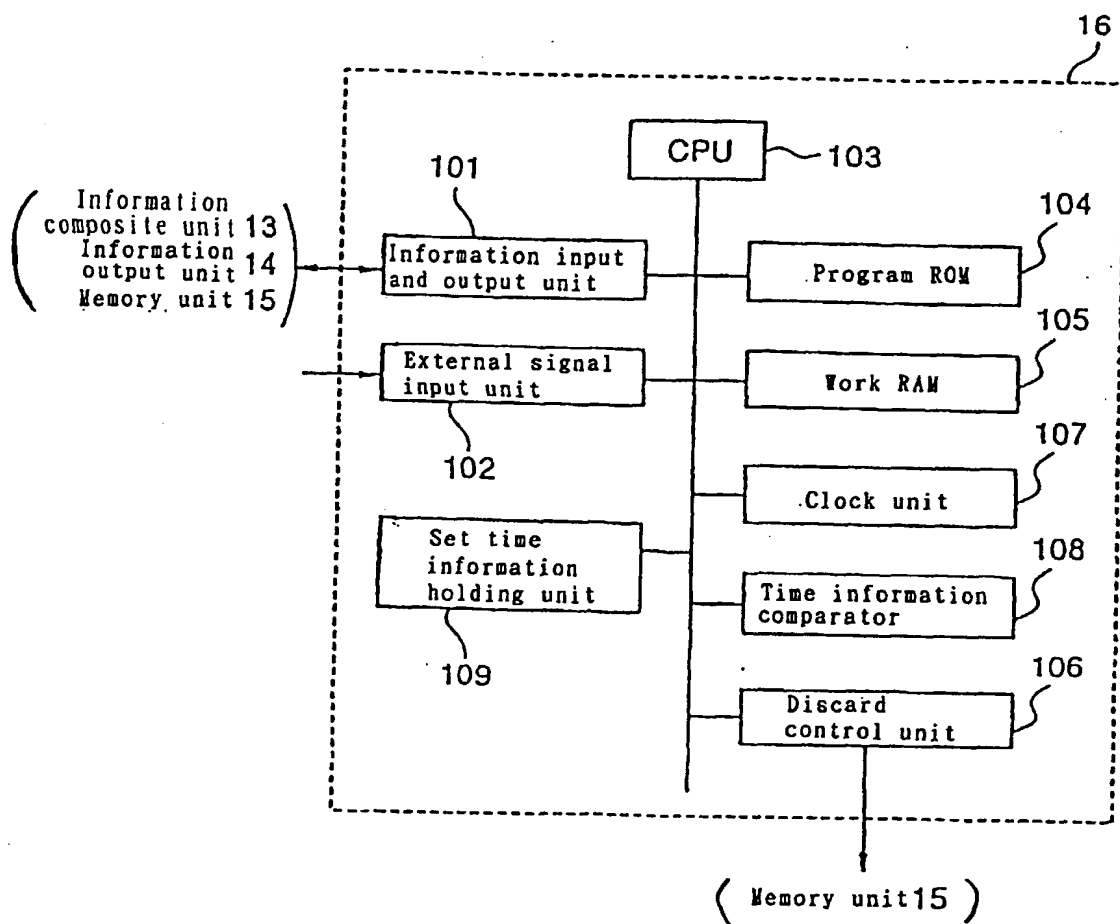 16
CPU
103
101
Information
composite unit 13
Information
output unit 14
Memory unit 15
Information input
and output unit
104
Program ROM
105
External signal
input unit
102
Work RAM
107
Clock unit
Set time
information
holding unit
109
108
Time information
comparator
106
Discard
control unit
(Memory unit 15)